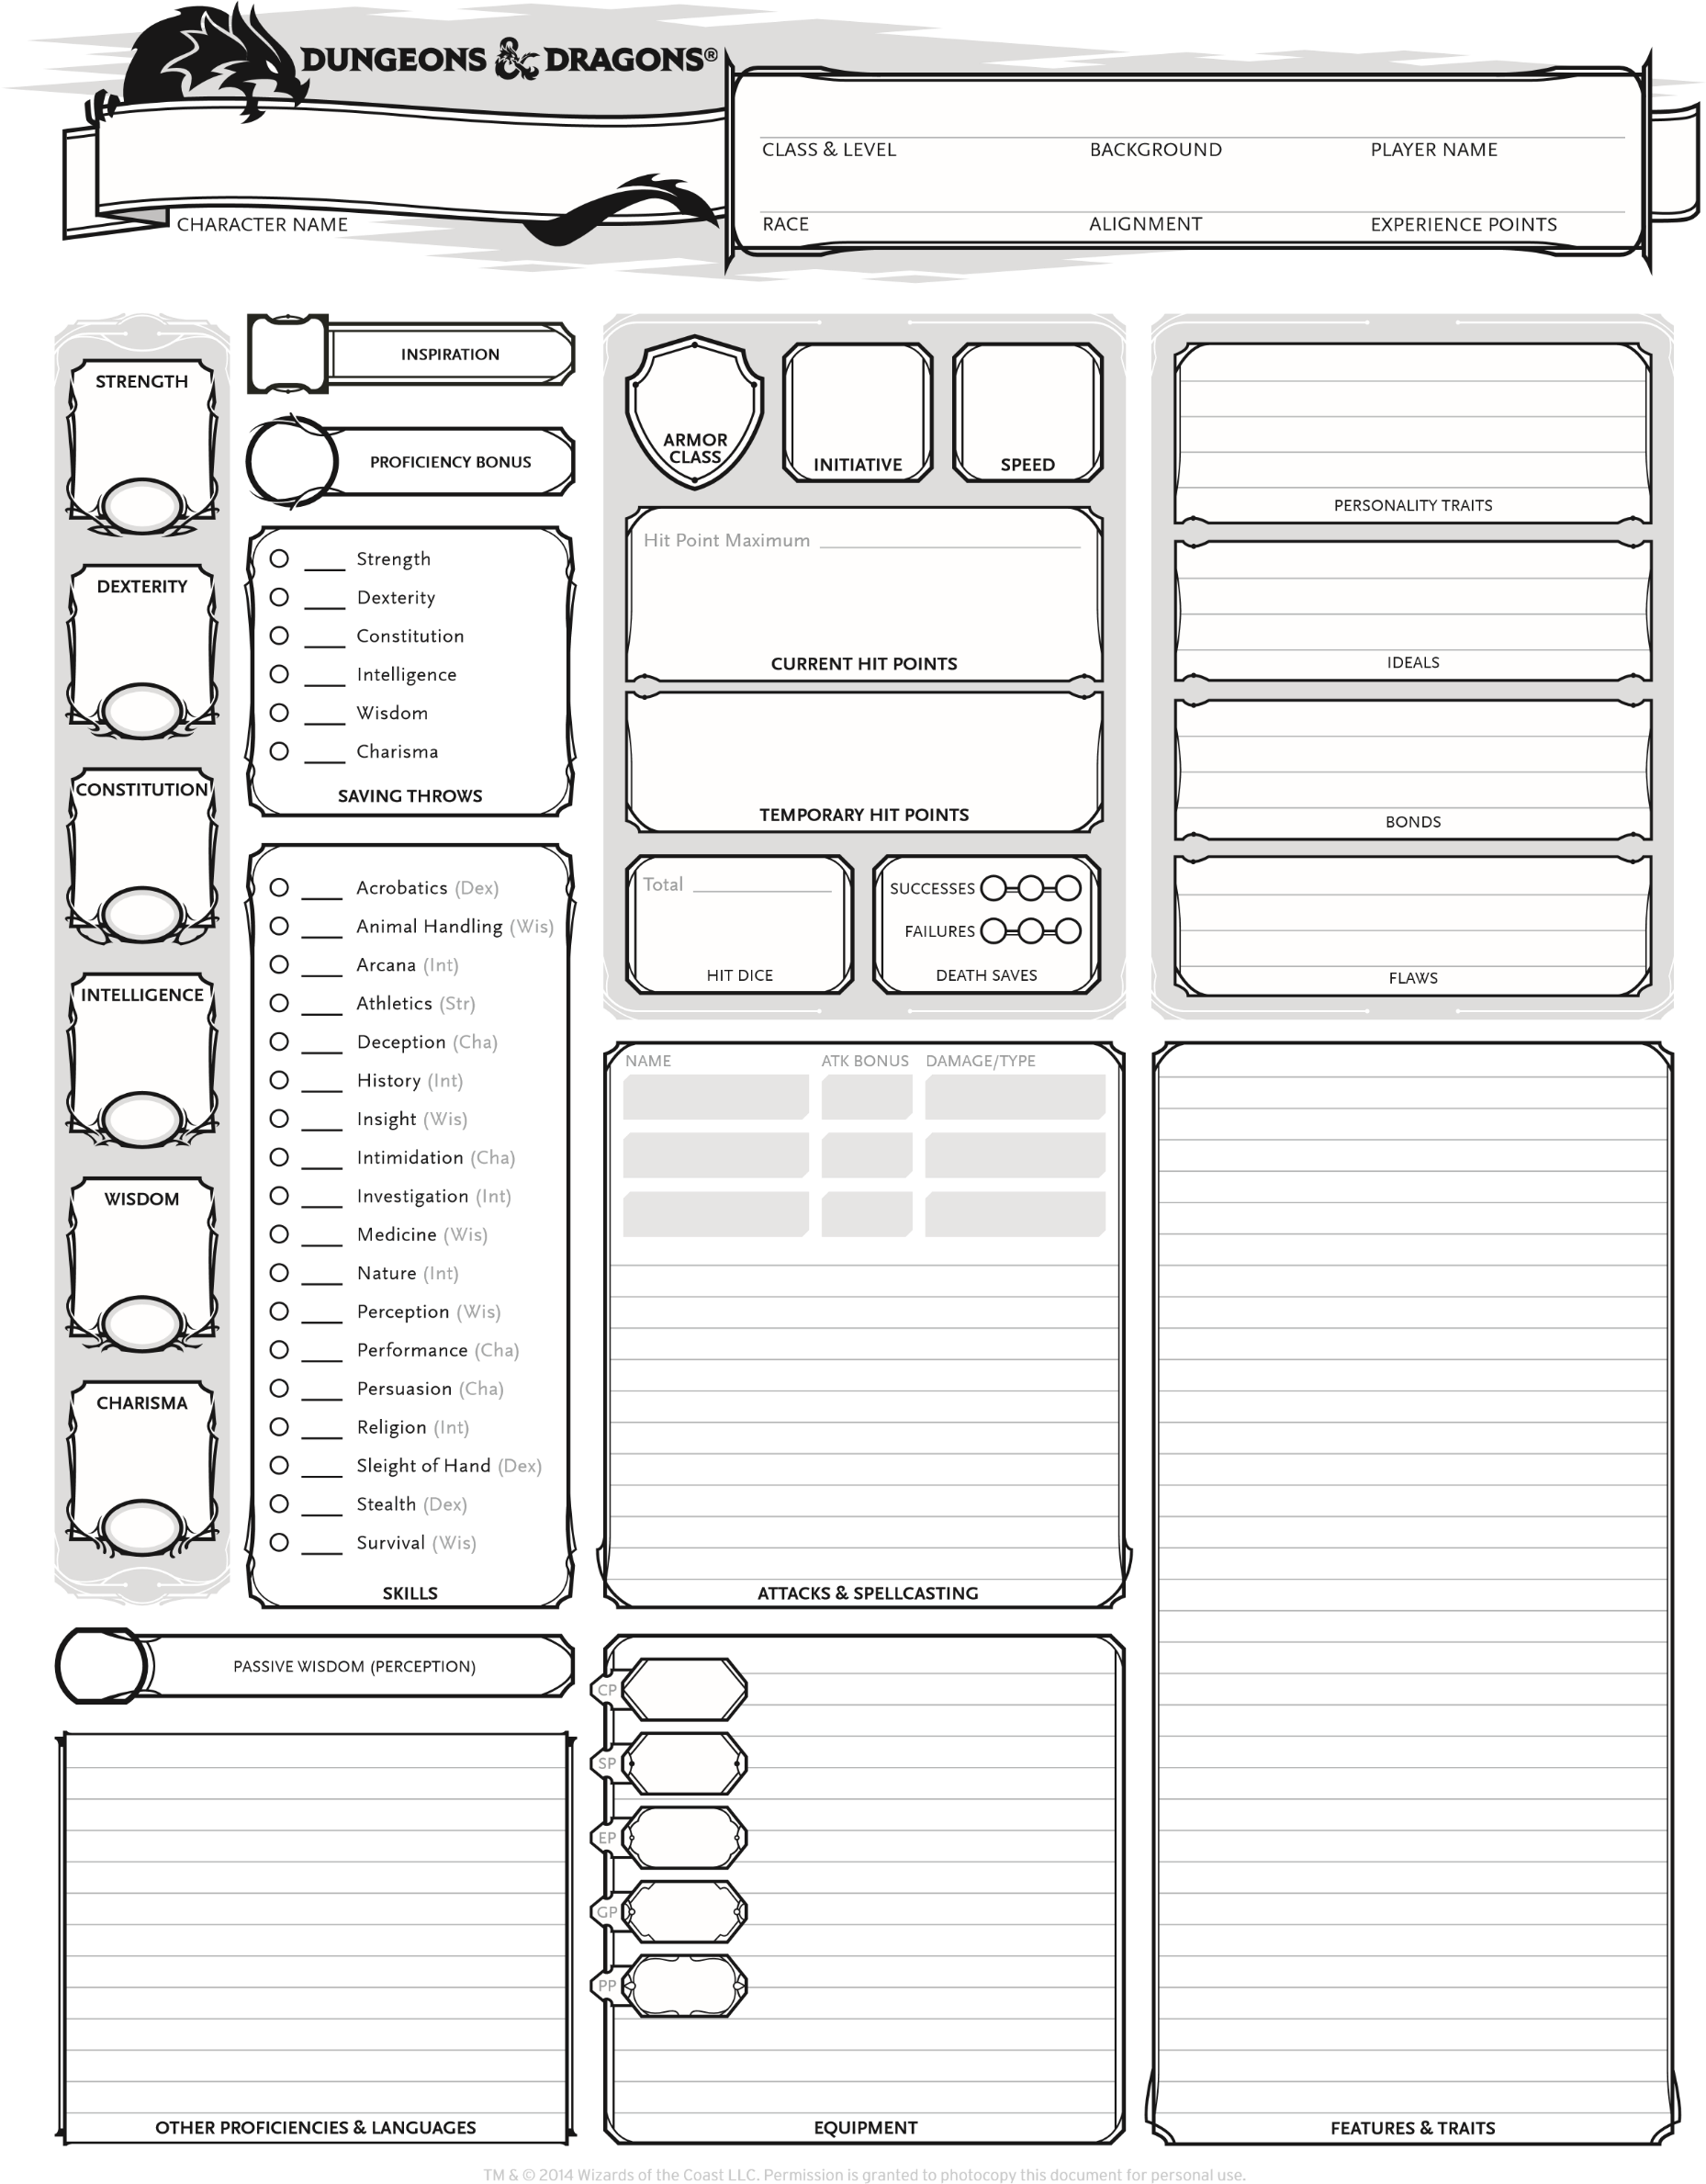 DUNGEONS & DRAGONS®
CHARACTER NAME
CLASS & LEVEL
BACKGROUND
PLAYER NAME
RACE
ALIGNMENT
EXPERIENCE POINTS
STRENGTH
DEXTERITY
CONSTITUTION
INTELLIGENCE
WISDOM
CHARISMA
INSPIRATION
PROFICIENCY BONUS
Strength
Dexterity
Constitution
Intelligence
Wisdom
Charisma
SAVING THROWS
Acrobatics (Dex)
Animal Handling (Wis)
Arcana (Int)
Athletics (Str)
Deception (Cha)
History (Int)
Insight (Wis)
Intimidation (Cha)
Investigation (Int)
Medicine (Wis)
Nature (Int)
Perception (Wis)
Performance (Cha)
Persuasion (Cha)
Religion (Int)
Sleight of Hand (Dex)
Stealth (Dex)
Survival (Wis)
SKILLS
PASSIVE WISDOM (PERCEPTION)
OTHER PROFICIENCIES & LANGUAGES
ARMOR
CLASS
INITIATIVE
SPEED
Hit Point Maximum
CURRENT HIT POINTS
TEMPORARY HIT POINTS
Total
HIT DICE
SUCCESSES
FAILURES
DEATH SAVES
NAME
ATK BONUS
DAMAGE/TYPE
ATTACKS & SPELLCASTING
CP
SP
EP
GP
PP
EQUIPMENT
PERSONALITY TRAITS
IDEALS
BONDS
FLAWS
FEATURES & TRAITS
TM & © 2014 Wizards of the Coast LLC. Permission is granted to photocopy this document for personal use.